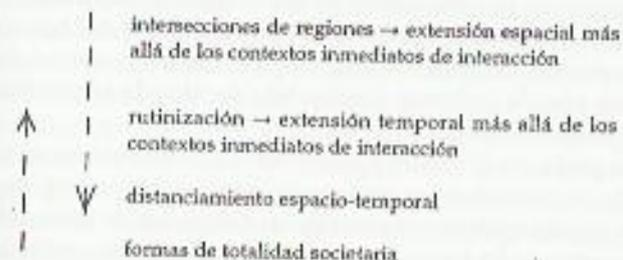 intersecciones de regiones → extensión espacial más
allá de los contextos inmediatos de interacción
rutinización → extensión temporal más allá de los
contextos inmediatos de interacción
distanciamiento espacio-temporal
formas de totalidad societaria